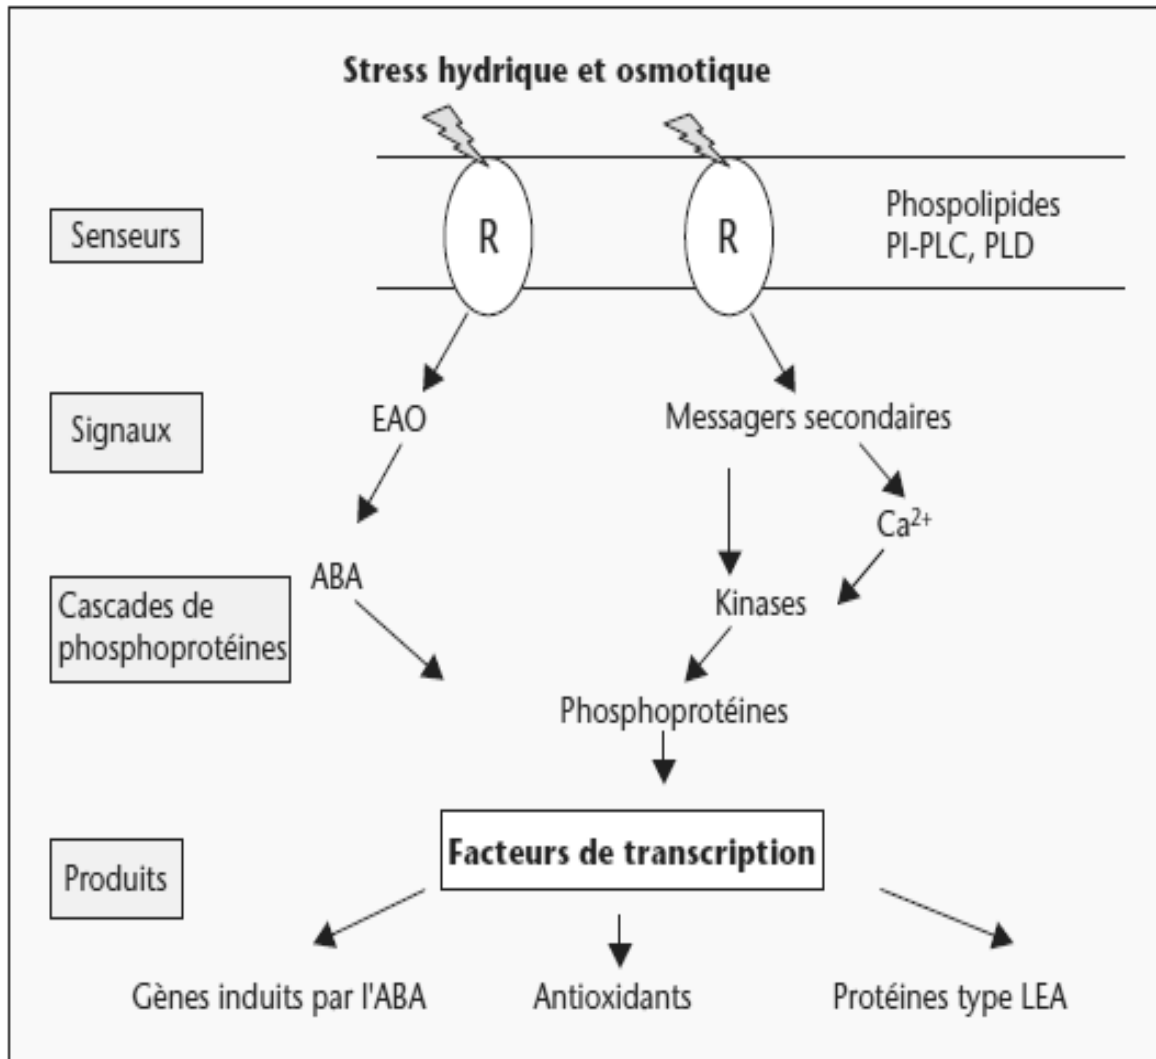 Stress hydrique et osmotique
Senseurs
R
R
Phospolipides
PI-PLC, PLD
Signaux
EAO
Messagers secondaires
Ca²⁺
Cascades de
phosphoprotéines
ABA
Kinases
Phosphoprotéines
Facteurs de transcription
Produits
Gènes induits par l'ABA
Antioxidants
Protéines type LEA